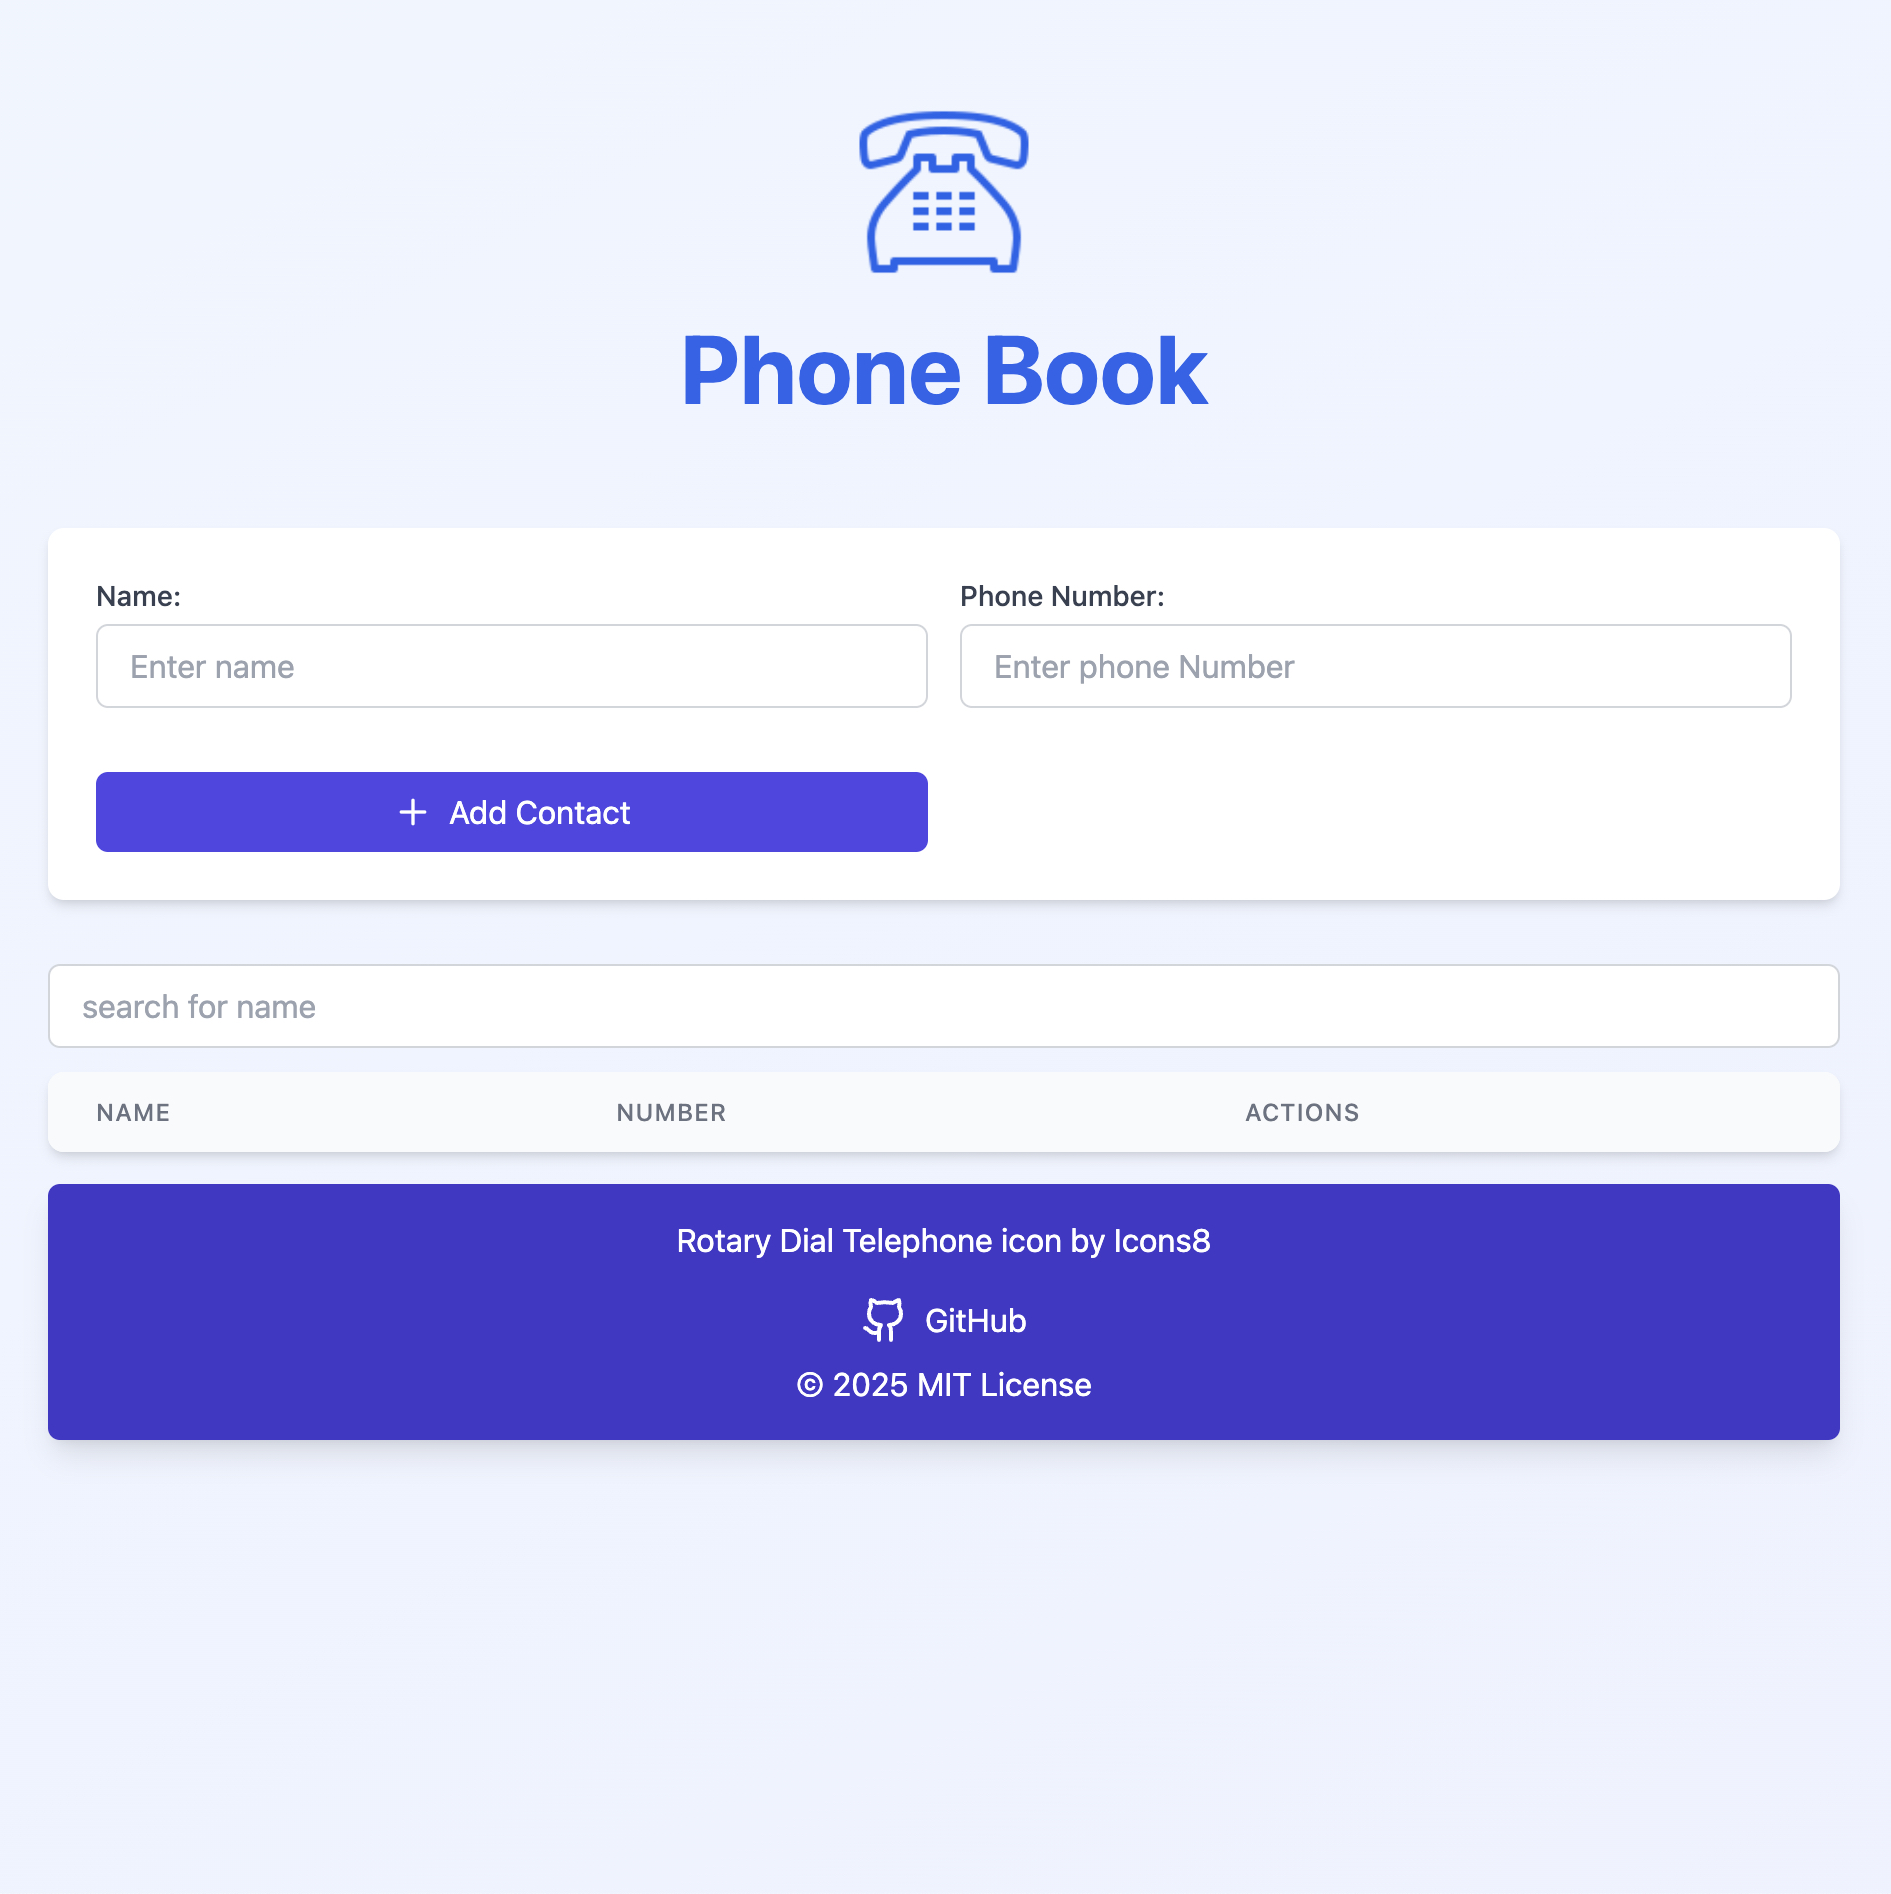 Phone Book
Name:
Phone Number:
Enter name
Enter phone Number
Add Contact
search for name
NAME NUMBER ACTIONS
Rotary Dial Telephone icon by Icons8
GitHub
© 2025 MIT License